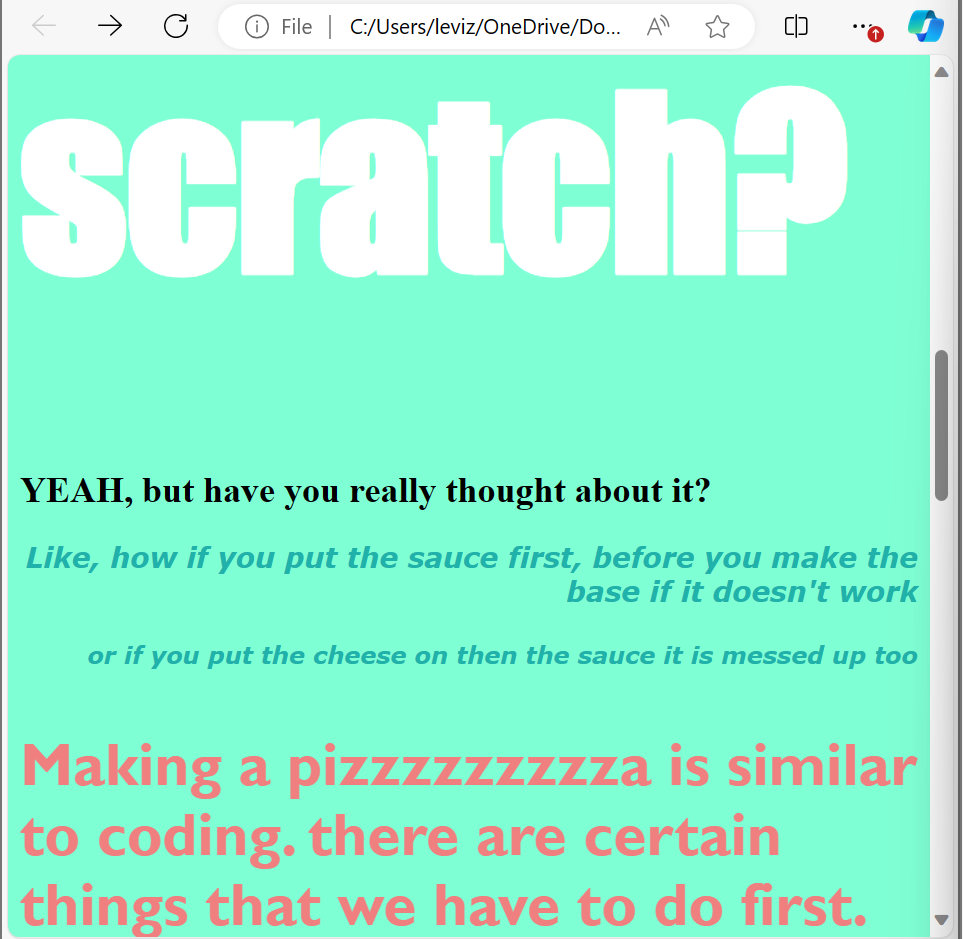 File | C:/Users/leviz/OneDrive/Do...
scratch?
YEAH, but have you really thought about it?
Like, how if you put the sauce first, before you make the
base if it doesn't work
or if you put the cheese on then the sauce it is messed up too
Making a pizzzzzzzzzza is similar
to coding. there are certain
things that we have to do first.